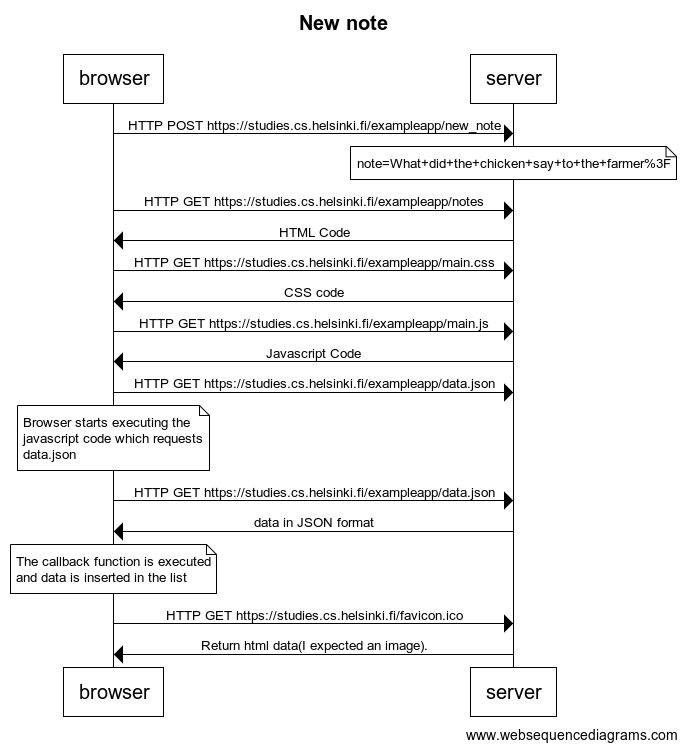 New note
browser
server
HTTP POST https://studies.cs.helsinki.fi/exampleapp/new_note
note=What+did+the+chicken+say+to+the+farmer%3F
HTTP GET https://studies.cs.helsinki.fi/exampleapp/notes
HTML Code
HTTP GET https://studies.cs.helsinki.fi/exampleapp/main.css
CSS code
HTTP GET https://studies.cs.helsinki.fi/exampleapp/main.js
Javascript Code
HTTP GET https://studies.cs.helsinki.fi/exampleapp/data.json
Browser starts executing the
javascript code which requests
data.json
HTTP GET https://studies.cs.helsinki.fi/exampleapp/data.json
data in JSON format
The callback function is executed
and data is inserted in the list
HTTP GET https://studies.cs.helsinki.fi/favicon.ico
Return html data(I expected an image).
browser
server
www.websequencediagrams.com